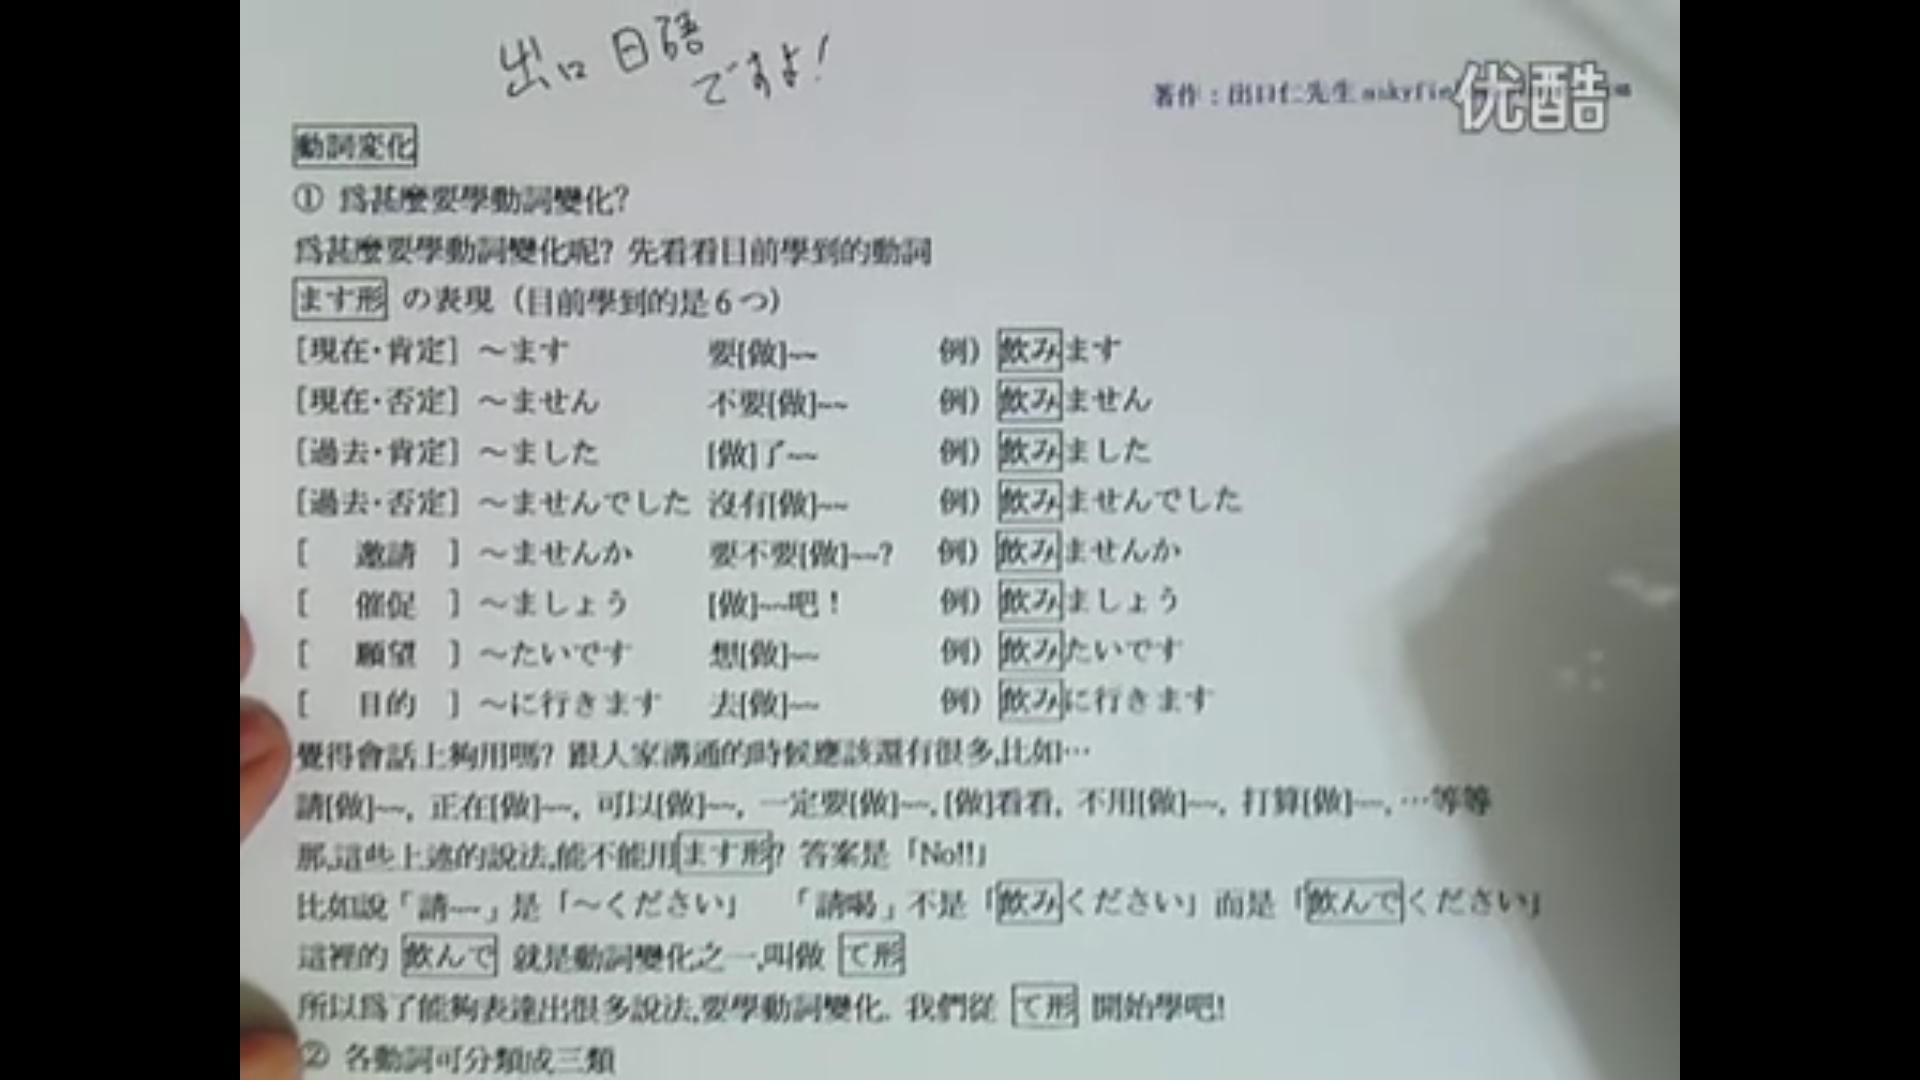 出口日語
ですよ!
著作:出口仁先生
优酷
動詞変化
① 爲甚麼要學動詞變化?
爲甚麼要學動詞變化呢? 先看看目前學到的動詞
ます形 の表現(目前學到的是6つ)
[現在・肯定] ~ます 要[做]~~ 例)飲みます
[現在・否定] ~ません 不要[做]~~ 例)飲みません
[過去・肯定] ~ました [做]了~~ 例)飲みました
[過去・否定] ~ませんでした 沒有[做]~~ 例)飲みませんでした
[ 邀請 ] ~ませんか 要不要[做]~~? 例)飲みませんか
[ 催促 ] ~ましょう [做]~~吧! 例)飲みましょう
[ 願望 ] ~たいです 想[做]~~ 例)飲みたいです
[ 目的 ] ~に行きます 去[做]~~ 例)飲みに行きます
覺得會話上夠用嗎? 跟人家溝通的時候應該還有很多,比如…
請[做]~~, 正在[做]~~, 可以[做]~~, 一定要[做]~~, [做]看看, 不用[做]~~, 打算[做]~~, …等等
那,這些上述的說法,能不能用ます形? 答案是「No!!」
比如說「請~~」是「~ください」 「請喝」不是「飲みください」而是「飲んでください」
這裡的 飲んで 就是動詞變化之一,叫做 て形
所以爲了能夠表達出很多說法,要學動詞變化. 我們從 て形 開始學吧!
② 各動詞可分類成三類